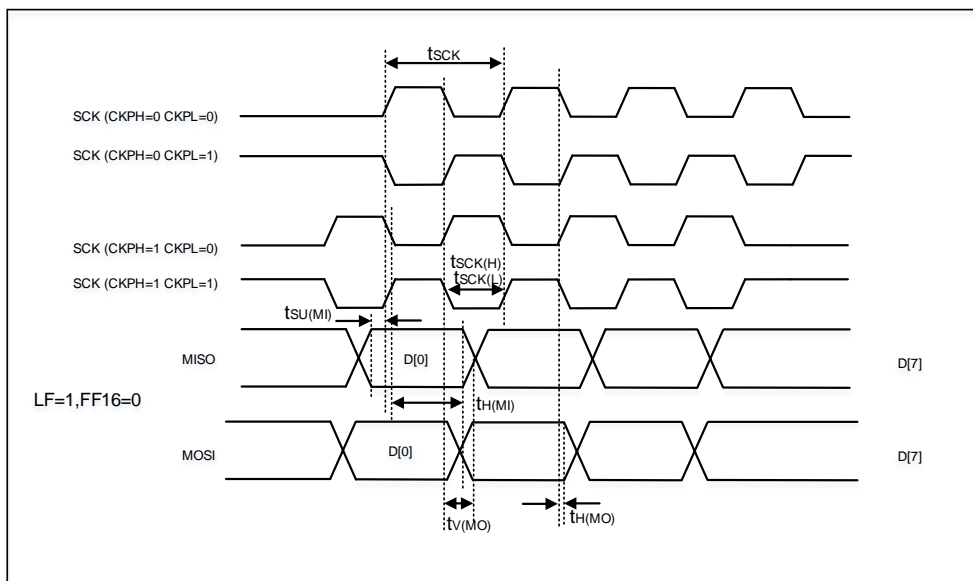 tSCK
SCK (CKPH=0 CKPL=0)
SCK (CKPH=0 CKPL=1)
SCK (CKPH=1 CKPL=0)
tSCK(H)
SCK (CKPH=1 CKPL=1)
tSCK(L)
tSU(MI)
MISO
D[0]
D[7]
LF=1,FF16=0
tH(MI)
MOSI
D[0]
D[7]
tV(MO)
tH(MO)